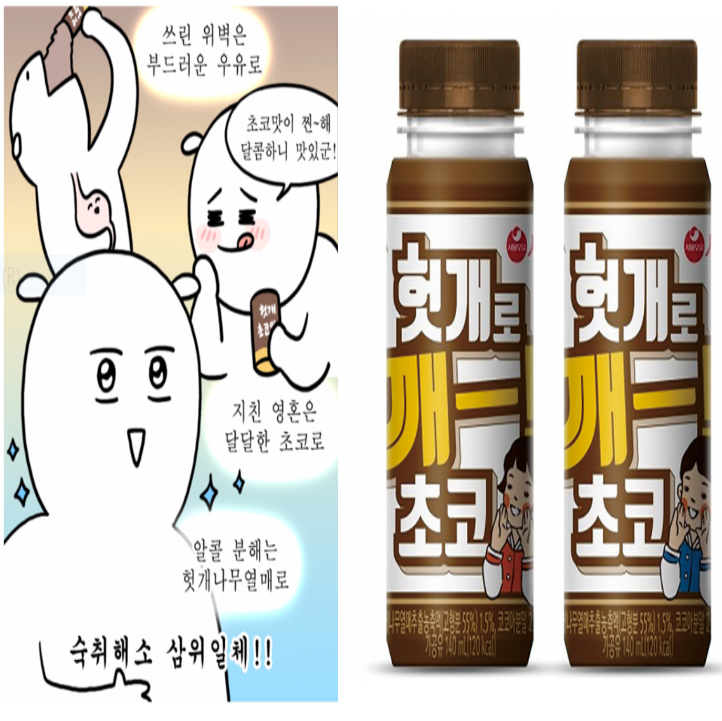 쓰린 위벽은
부드러운 우유로
초코맛이 찐~해
달콤하니 맛있군!
헛개
초코
지친 영혼은
달달한 초코로
알콜 분해는
헛개나무열매로
숙취해소 삼위일체!!
(R)
서울우유
헛개로
깨
초코
나무열매추출농축액(고형분 55%) 1.5%, 코코아분말
가공유 140 mL(120 kcal)
서울우유
헛개로
깨
초코
나무열매추출농축액(고형분 55%) 1.5%, 코코아분말
가공유 140 mL(120 kcal)